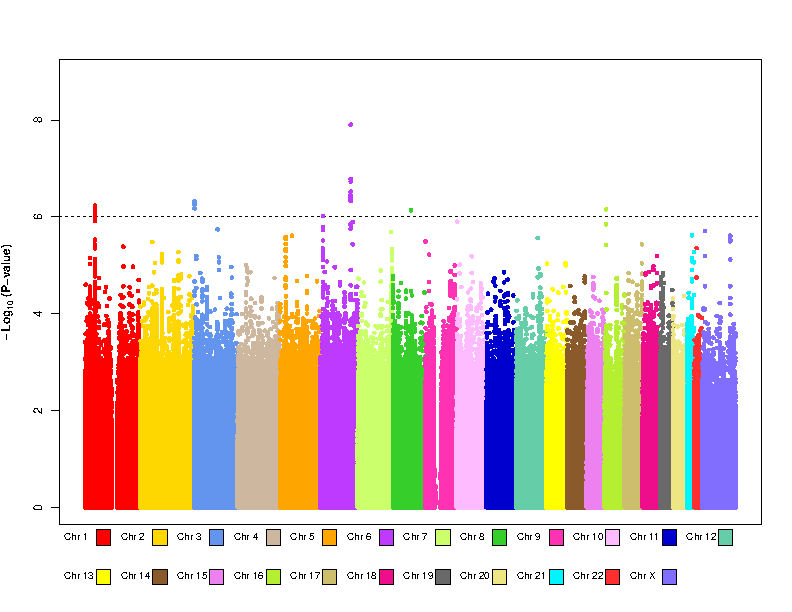 8
6
4
2
0
−Log10 (P−value)
Chr 1 Chr 2 Chr 3 Chr 4 Chr 5 Chr 6 Chr 7 Chr 8 Chr 9 Chr 10 Chr 11 Chr 12
Chr 13 Chr 14 Chr 15 Chr 16 Chr 17 Chr 18 Chr 19 Chr 20 Chr 21 Chr 22 Chr X